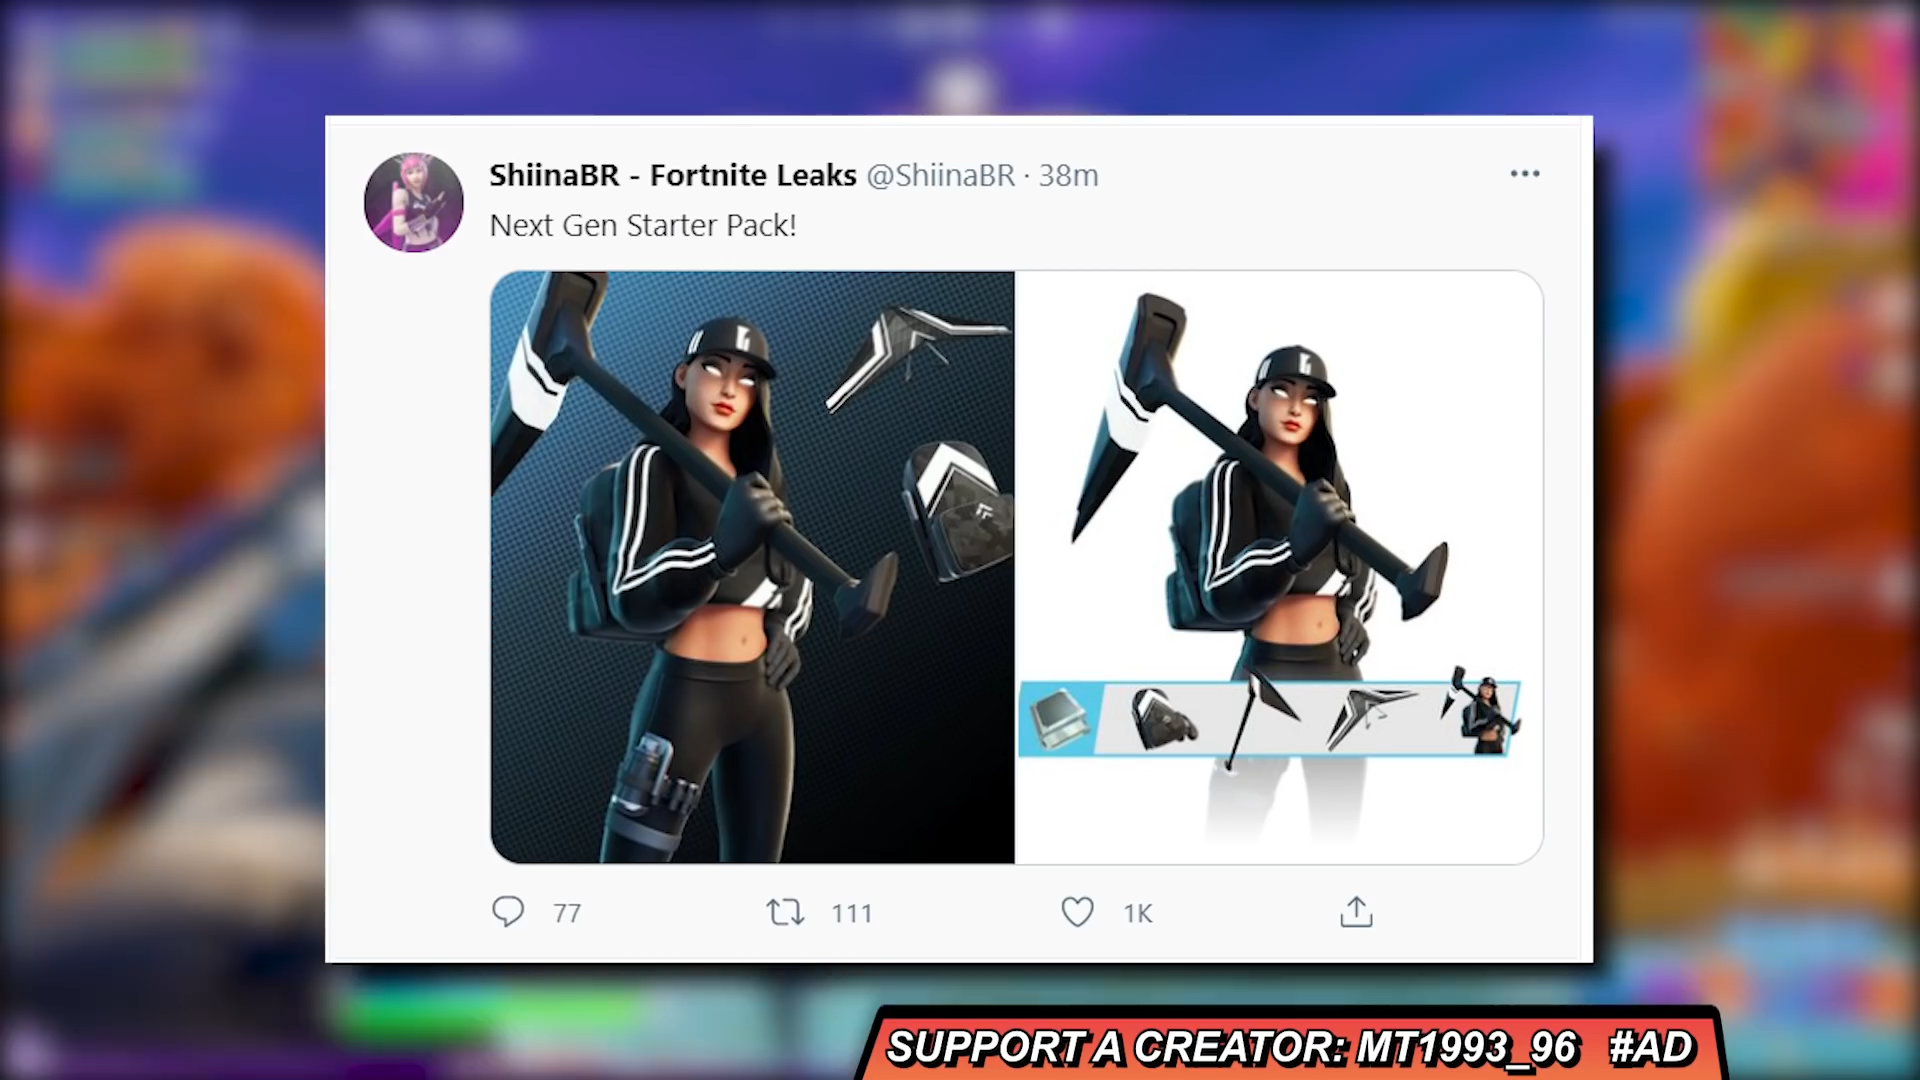 ShiinaBR - Fortnite Leaks @ShiinaBR · 38m
Next Gen Starter Pack!
77 111 1K
SUPPORT A CREATOR: MT1993_96 #AD